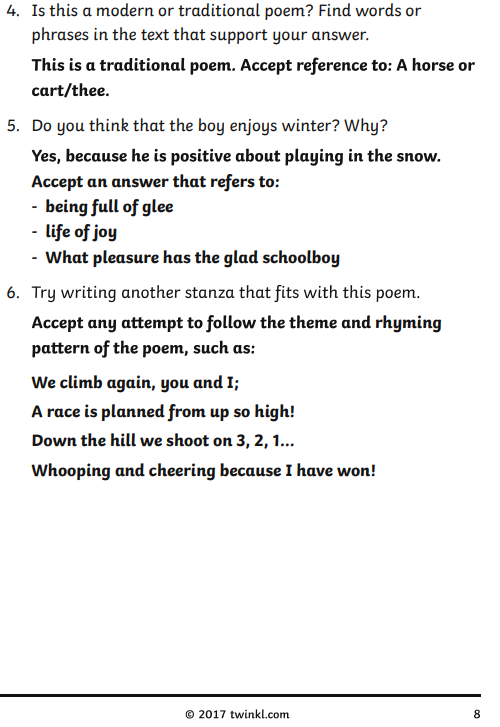 4. Is this a modern or traditional poem? Find words or
phrases in the text that support your answer.
This is a traditional poem. Accept reference to: A horse or
cart/thee.
5. Do you think that the boy enjoys winter? Why?
Yes, because he is positive about playing in the snow.
Accept an answer that refers to:
- being full of glee
- life of joy
- What pleasure has the glad schoolboy
6. Try writing another stanza that fits with this poem.
Accept any attempt to follow the theme and rhyming
pattern of the poem, such as:
We climb again, you and I;
A race is planned from up so high!
Down the hill we shoot on 3, 2, 1...
Whooping and cheering because I have won!
© 2017 twinkl.com
8